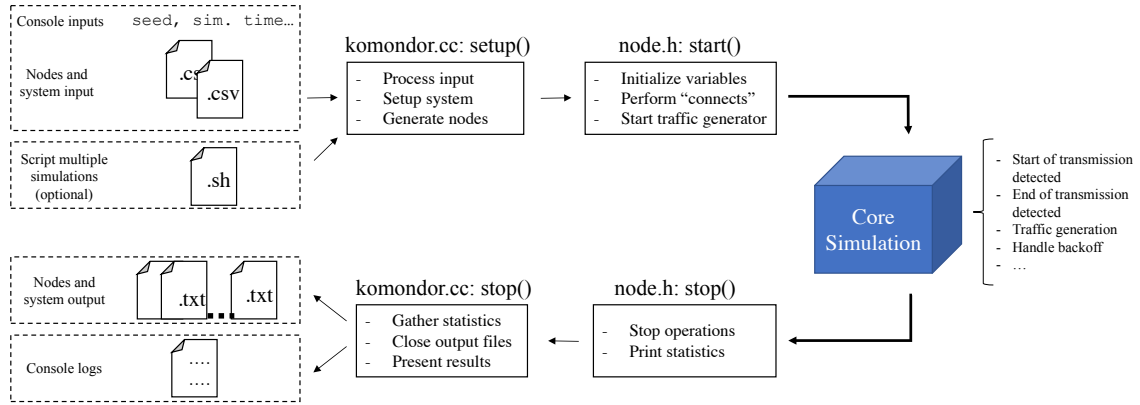 Console inputs
seed, sim. time…
Nodes and
system input
.cs
.csv
Script multiple
simulations
(optional)
.sh
komondor.cc: setup()
- Process input
- Setup system
- Generate nodes
node.h: start()
- Initialize variables
- Perform “connects”
- Start traffic generator
Core
Simulation
- Start of transmission
detected
- End of transmission
detected
- Traffic generation
- Handle backoff
- …
node.h: stop()
- Stop operations
- Print statistics
komondor.cc: stop()
- Gather statistics
- Close output files
- Present results
Nodes and
system output
.txt
...
.txt
Console logs
....
....